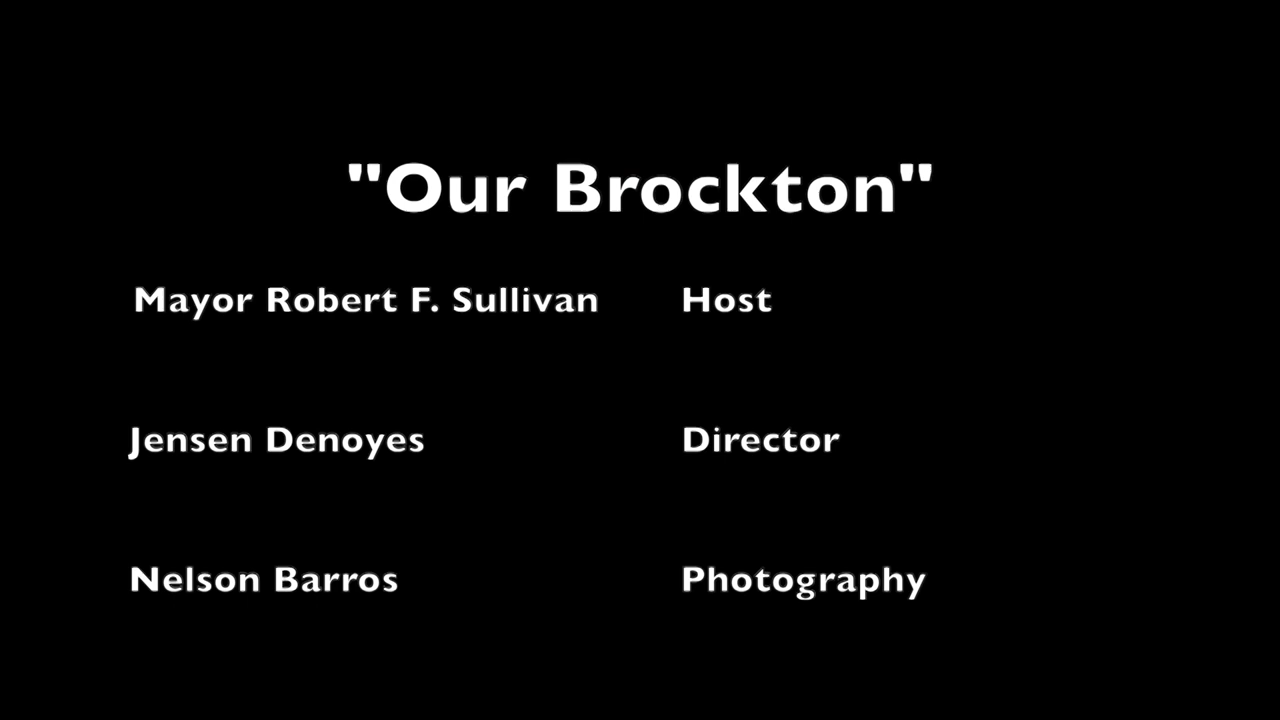 "Our Brockton"
Mayor Robert F. Sullivan Host
Jensen Denoyes Director
Nelson Barros Photography